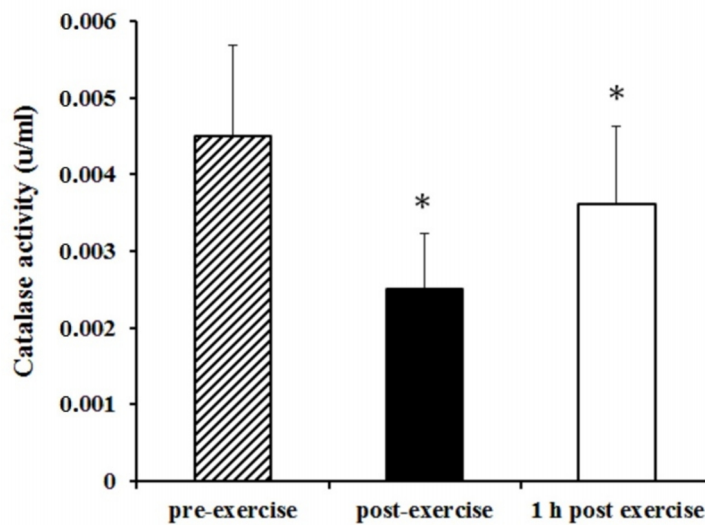 0.006
0.005
0.004
0.003
0.002
0.001
0
Catalase activity (u/ml)
*
*
pre-exercise
post-exercise
1 h post exercise